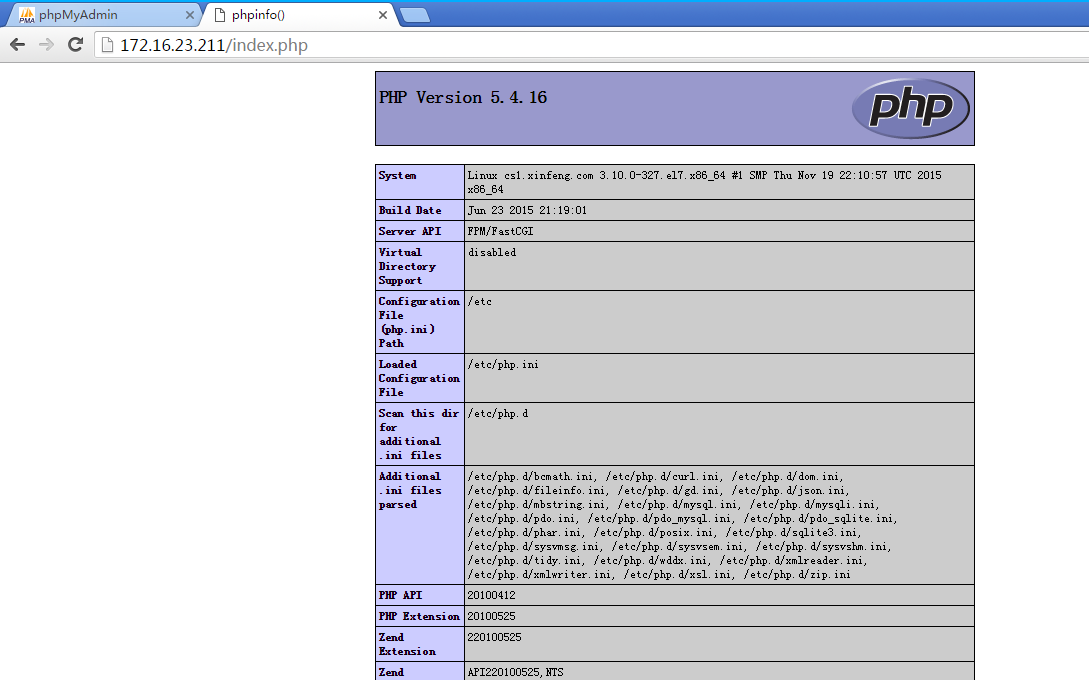 phpMyAdmin
phpinfo()
172.16.23.211/index.php
PHP Version 5.4.16
php
System
Linux cs1.xinfeng.com 3.10.0-327.el7.x86_64 #1 SMP Thu Nov 19 22:10:57 UTC 2015
x86_64
Build Date
Jun 23 2015 21:19:01
Server API
FPM/FastCGI
Virtual
Directory
Support
disabled
Configuration
File
(php.ini)
Path
/etc
Loaded
Configuration
File
/etc/php.ini
Scan this dir
for
additional
.ini files
/etc/php.d
Additional
.ini files
parsed
/etc/php.d/bcmath.ini, /etc/php.d/curl.ini, /etc/php.d/dom.ini,
/etc/php.d/fileinfo.ini, /etc/php.d/gd.ini, /etc/php.d/json.ini,
/etc/php.d/mbstring.ini, /etc/php.d/mysql.ini, /etc/php.d/mysqli.ini,
/etc/php.d/pdo.ini, /etc/php.d/pdo_mysql.ini, /etc/php.d/pdo_sqlite.ini,
/etc/php.d/phar.ini, /etc/php.d/posix.ini, /etc/php.d/sqlite3.ini,
/etc/php.d/sysvmsg.ini, /etc/php.d/sysvsem.ini, /etc/php.d/sysvshm.ini,
/etc/php.d/tidy.ini, /etc/php.d/wddx.ini, /etc/php.d/xmlreader.ini,
/etc/php.d/xmlwriter.ini, /etc/php.d/xsl.ini, /etc/php.d/zip.ini
PHP API
20100412
PHP Extension
20100525
Zend
Extension
220100525
Zend
API220100525,NTS